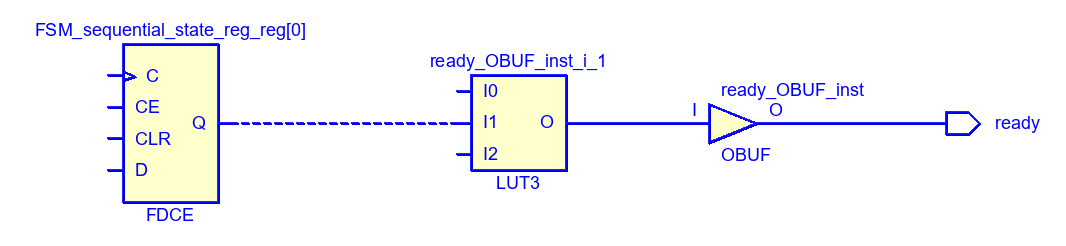 FSM_sequential_state_reg_reg[0]
C
CE
CLR
D
Q
FDCE
ready_OBUF_inst_i_1
I0
I1
I2
O
LUT3
ready_OBUF_inst
I
O
OBUF
ready